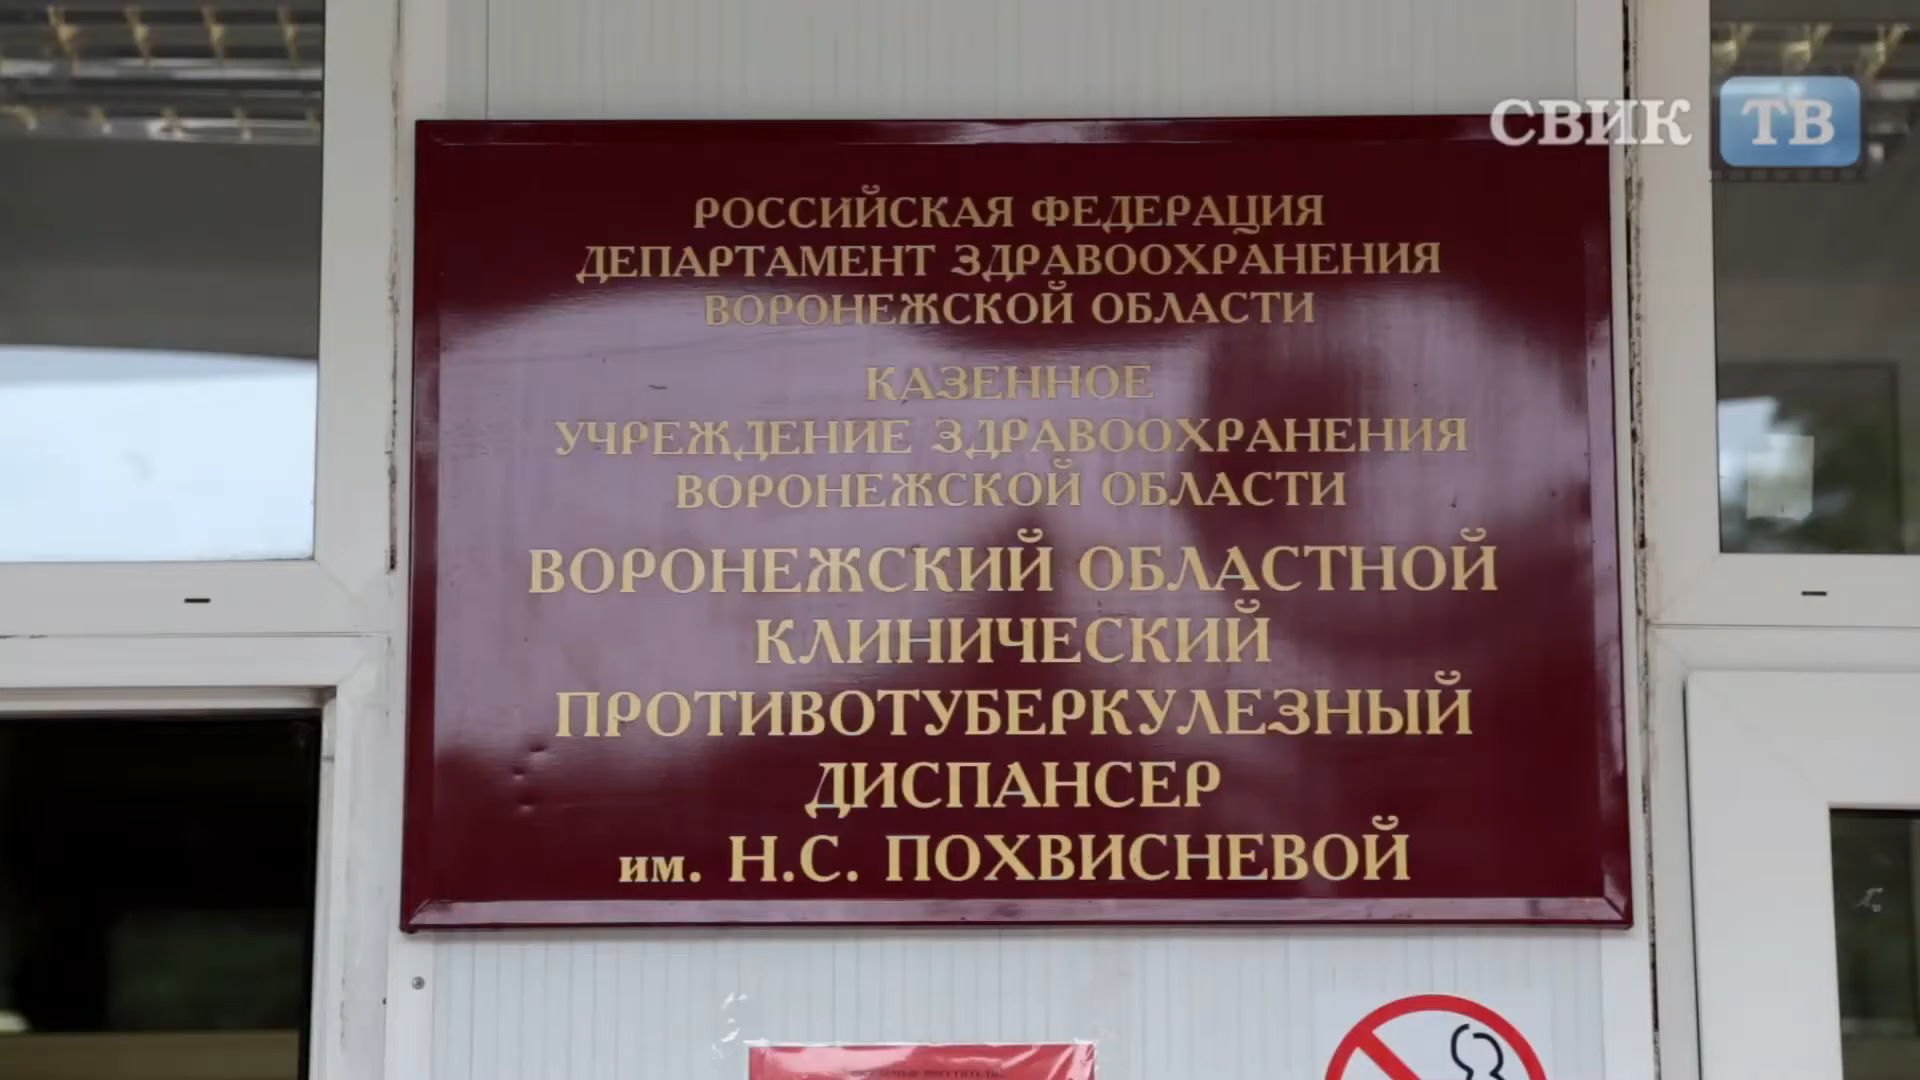 СВИК ТВ
РОССИЙСКАЯ ФЕДЕРАЦИЯ
ДЕПАРТАМЕНТ ЗДРАВООХРАНЕНИЯ
ВОРОНЕЖСКОЙ ОБЛАСТИ
КАЗЕННОЕ
УЧРЕЖДЕНИЕ ЗДРАВООХРАНЕНИЯ
ВОРОНЕЖСКОЙ ОБЛАСТИ
ВОРОНЕЖСКИЙ ОБЛАСТНОЙ
КЛИНИЧЕСКИЙ
ПРОТИВОТУБЕРКУЛЕЗНЫЙ
ДИСПАНСЕР
им. Н.С. ПОХВИСНЕВОЙ